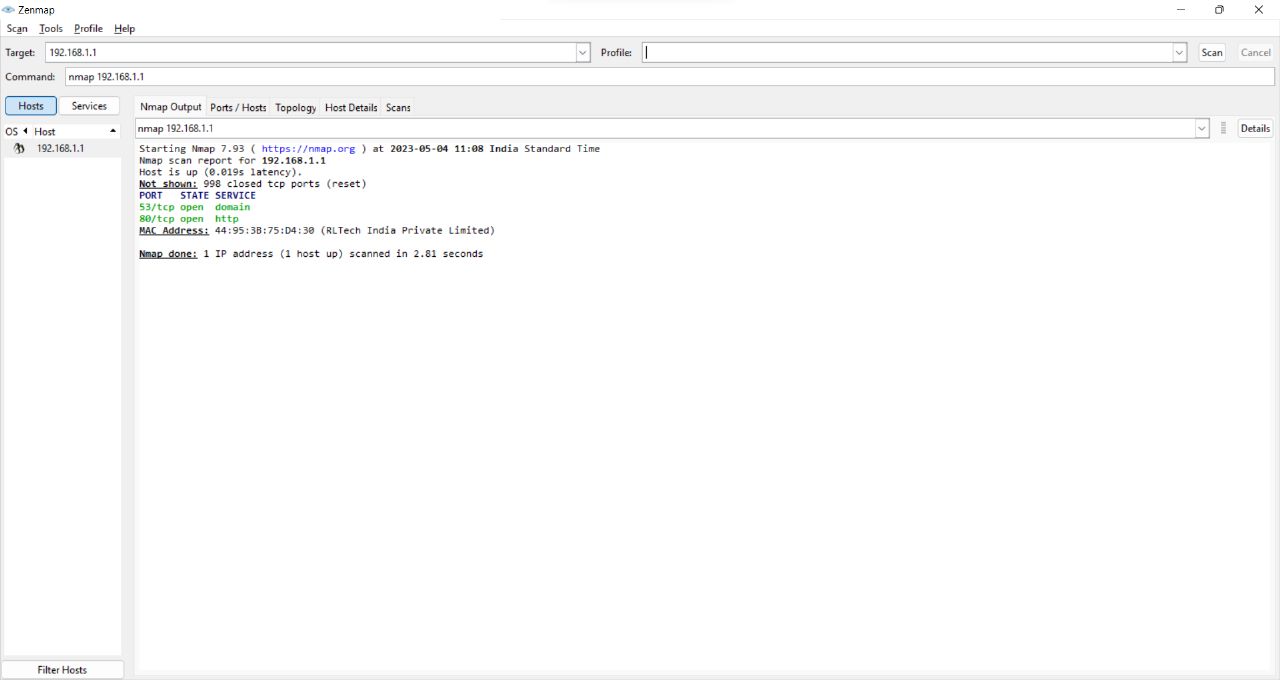 Zenmap
Scan Tools Profile Help
Target: 192.168.1.1 Profile: Scan Cancel
Command: nmap 192.168.1.1
Hosts Services Nmap Output Ports / Hosts Topology Host Details Scans
OS Host
nmap 192.168.1.1 Details
192.168.1.1
Starting Nmap 7.93 ( https://nmap.org ) at 2023-05-04 11:08 India Standard Time
Nmap scan report for 192.168.1.1
Host is up (0.019s latency).
Not shown: 998 closed tcp ports (reset)
PORT STATE SERVICE
53/tcp open domain
80/tcp open http
MAC Address: 44:95:3B:75:D4:30 (RLTech India Private Limited)
Nmap done: 1 IP address (1 host up) scanned in 2.81 seconds
Filter Hosts